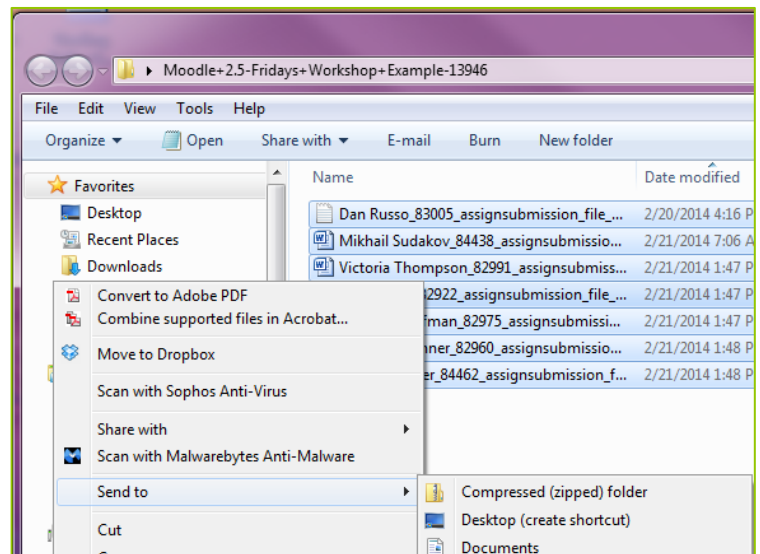 Moodle+2.5-Fridays+Workshop+Example-13946
File Edit View Tools Help
Organize Open Share with E-mail Burn New folder
Favorites
Desktop
Recent Places
Downloads
Name Date modified
Dan Russo_83005_assignsubmission_file_... 2/20/2014 4:16 P
Mikhail Sudakov_84438_assignsubmissio... 2/21/2014 7:06 A
Victoria Thompson_82991_assignsubmiss... 2/21/2014 1:47 P
82922_assignsubmission_file_... 2/21/2014 1:47 P
fman_82975_assignsubmissi... 2/21/2014 1:47 P
nner_82960_assignsubmissio... 2/21/2014 1:48 P
er_84462_assignsubmission_f... 2/21/2014 1:48 P
Convert to Adobe PDF
Combine supported files in Acrobat...
Move to Dropbox
Scan with Sophos Anti-Virus
Share with
Scan with Malwarebytes Anti-Malware
Send to
Cut
Compressed (zipped) folder
Desktop (create shortcut)
Documents